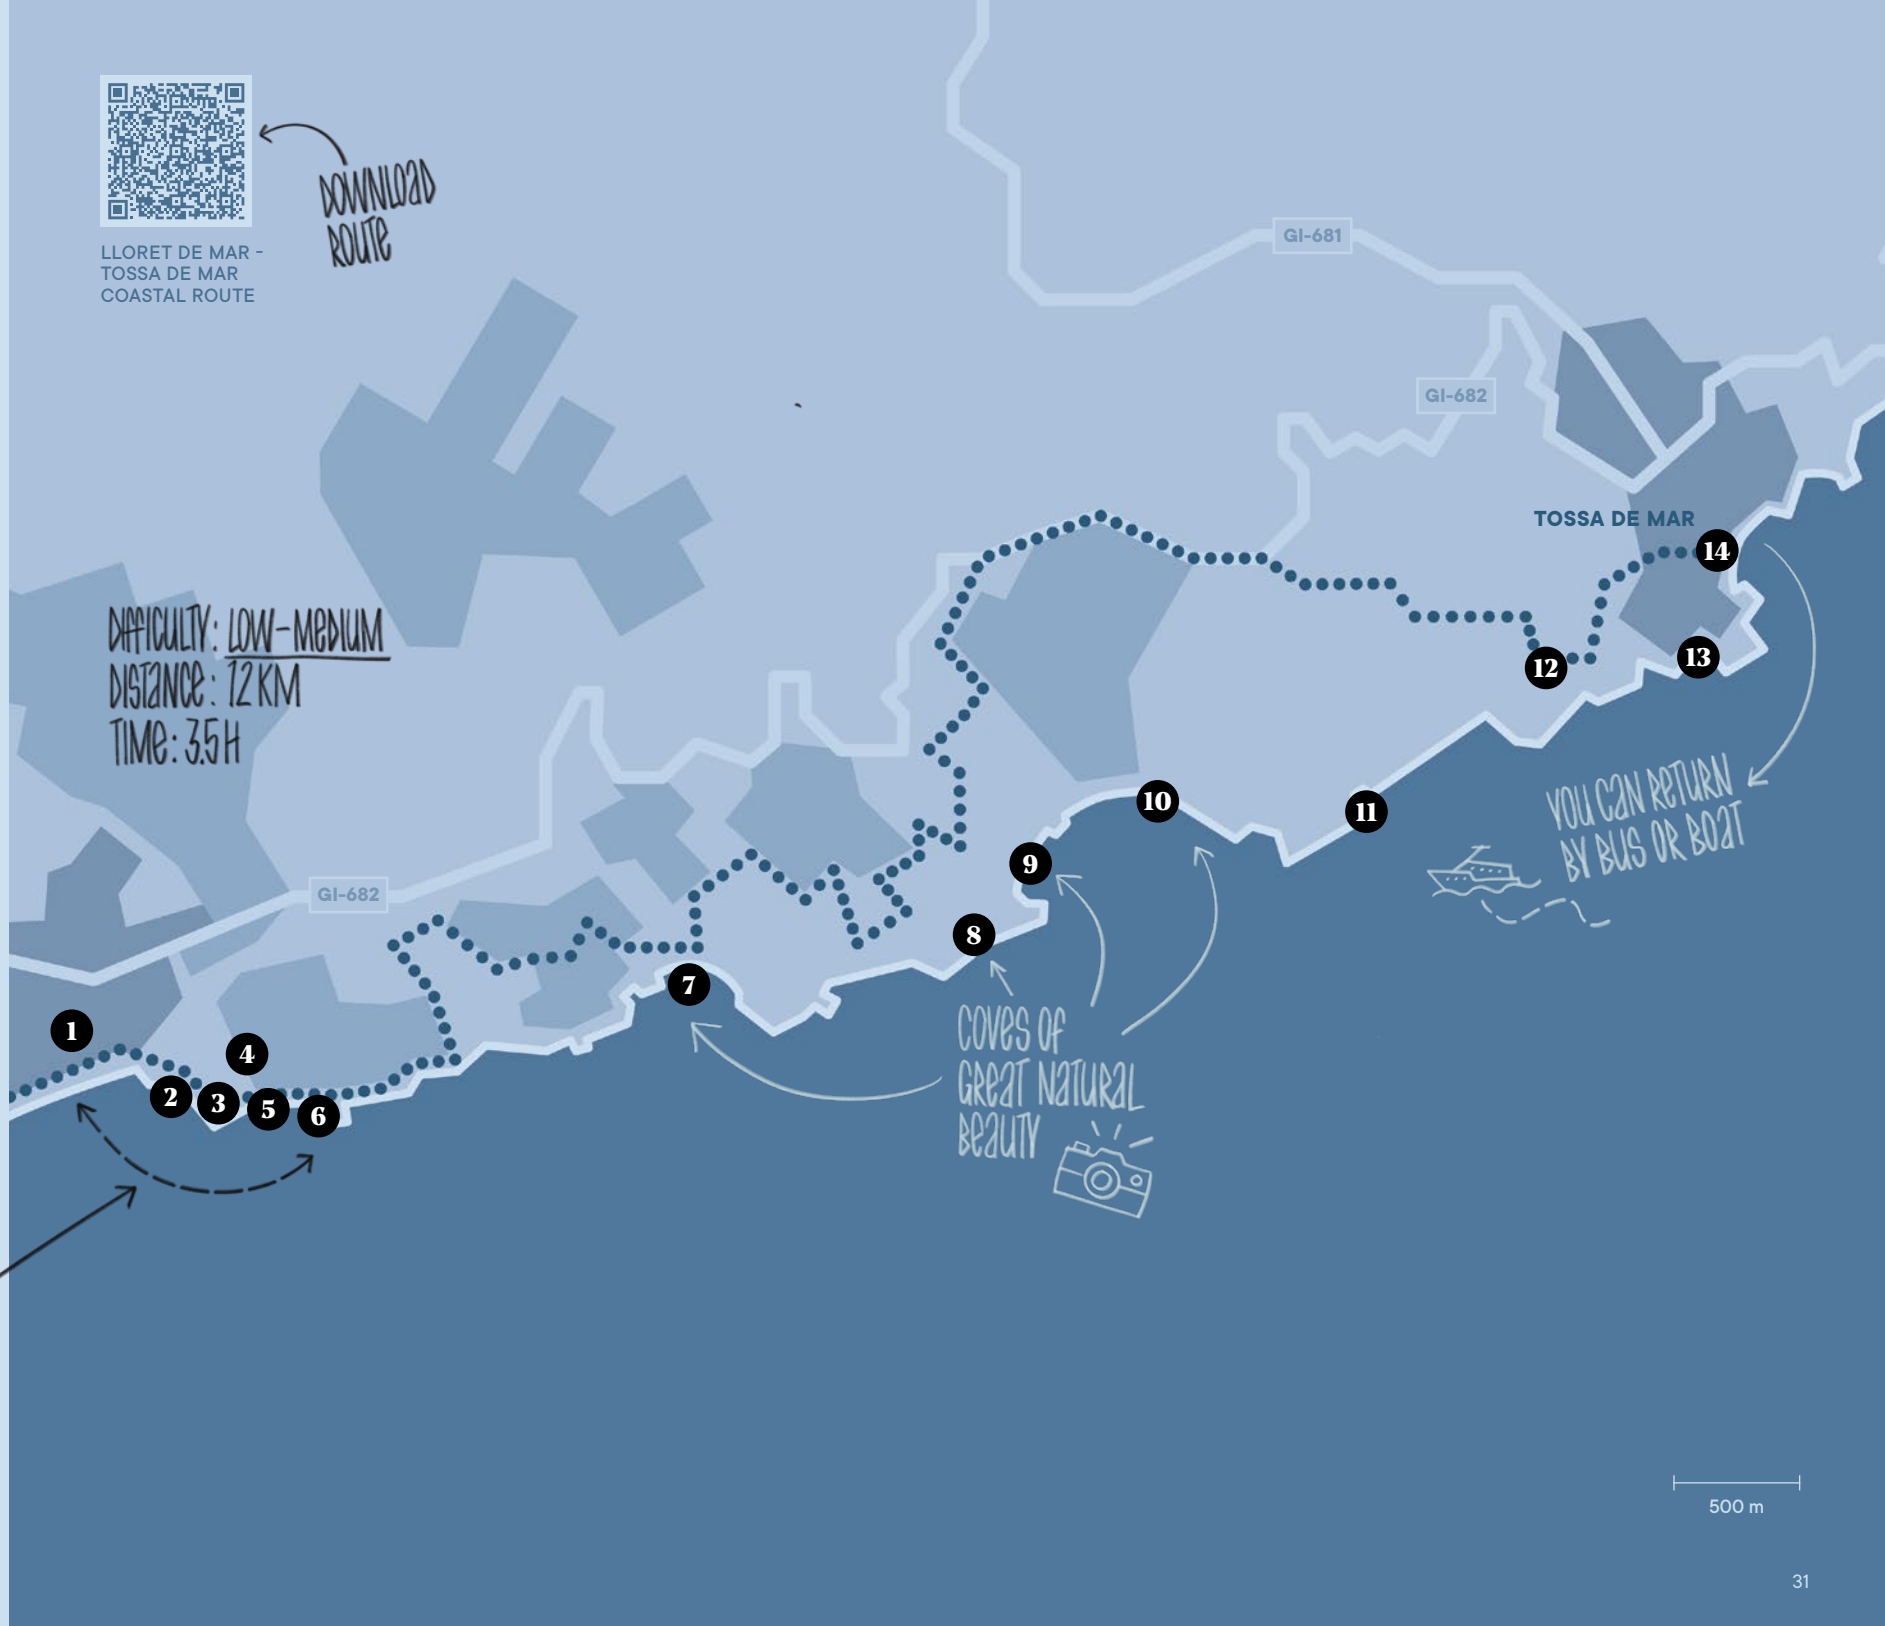 DOWNLOAD
ROUTE
LLORET DE MAR -
TOSSA DE MAR
COASTAL ROUTE
GI-681
GI-682
TOSSA DE MAR
14
DIFFICULTY: LOW-MEDIUM
DISTANCE: 12 KM
TIME: 3.5 H
12
13
10
11
YOU CAN RETURN
BY BUS OR BOAT
9
GI-682
8
7
COVES OF
GREAT NATURAL
BEAUTY
1
4
2
3
5
6
500 m
31